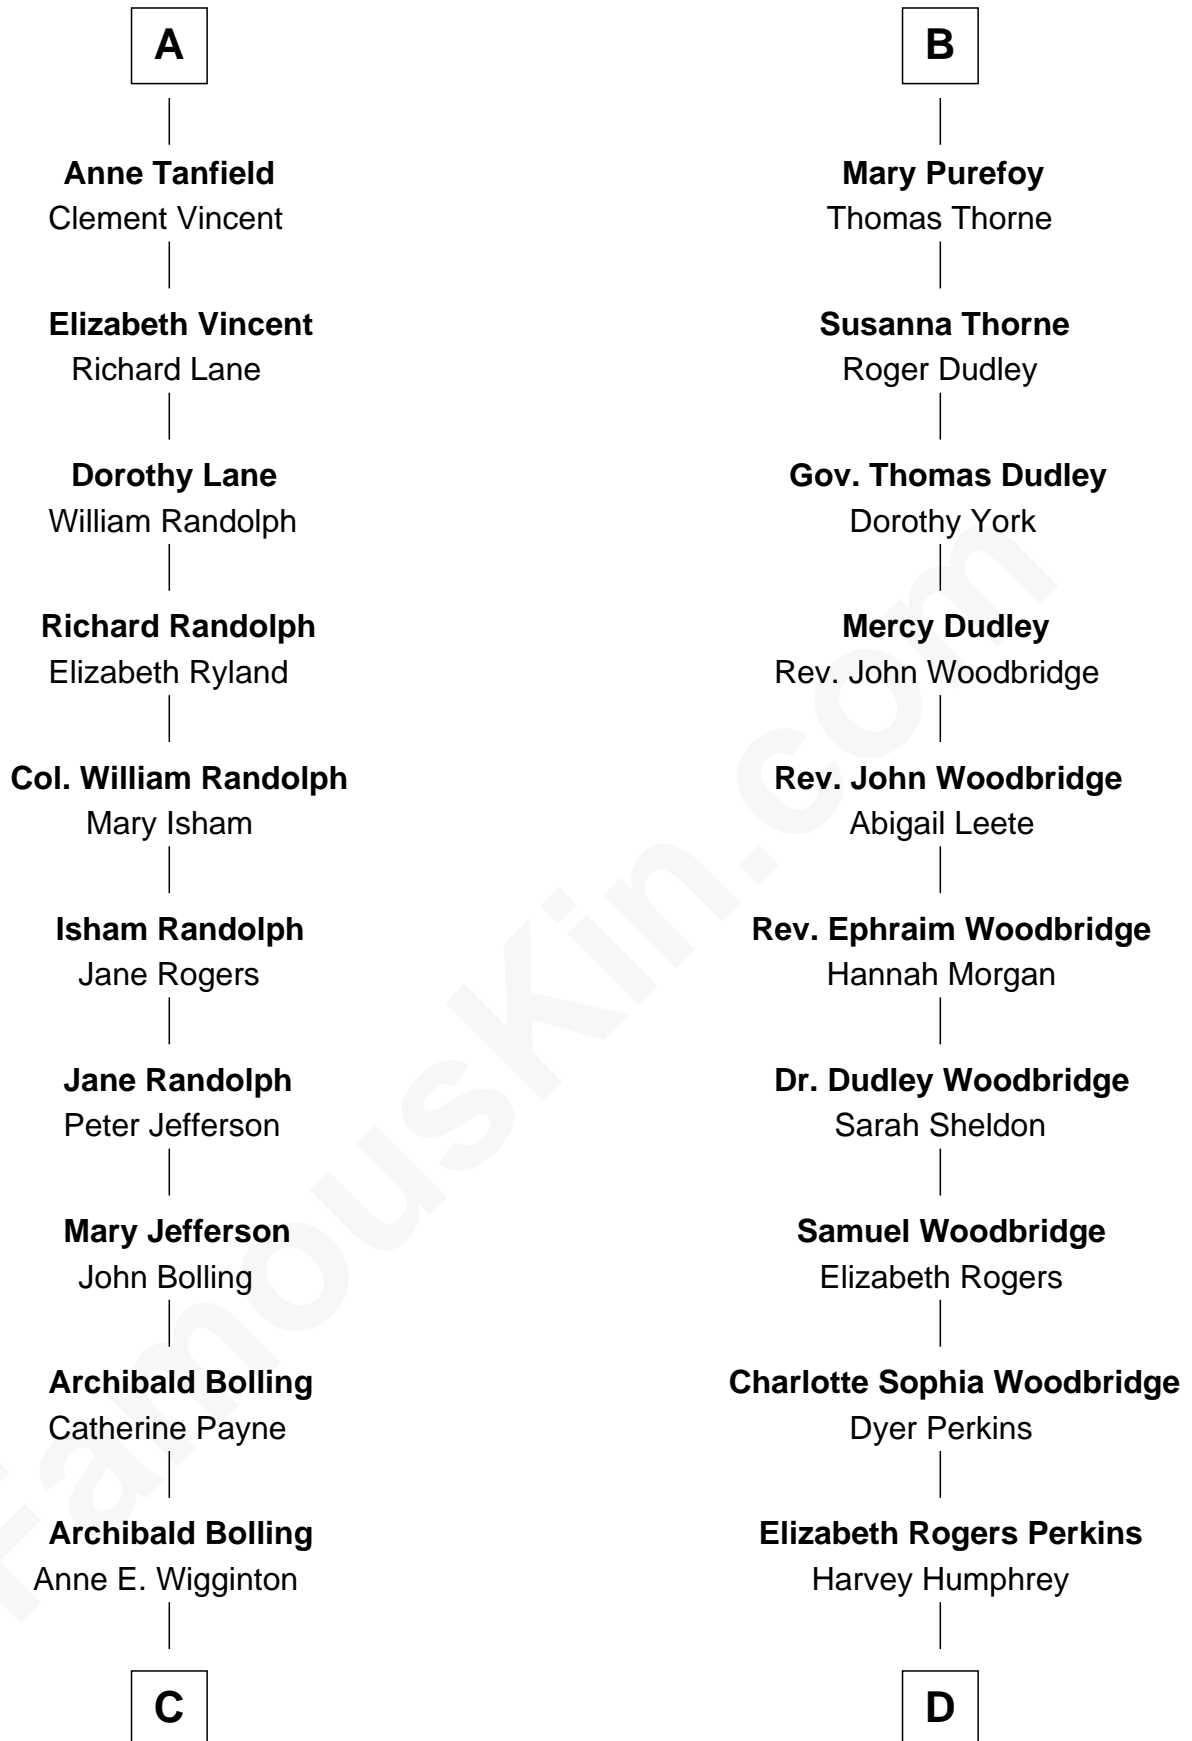 A
Anne Tanfield
Clement Vincent
Elizabeth Vincent
Richard Lane
Dorothy Lane
William Randolph
Richard Randolph
Elizabeth Ryland
Col. William Randolph
Mary Isham
Isham Randolph
Jane Rogers
Jane Randolph
Peter Jefferson
Mary Jefferson
John Bolling
Archibald Bolling
Catherine Payne
Archibald Bolling
Anne E. Wigginton
C
B
Mary Purefoy
Thomas Thorne
Susanna Thorne
Roger Dudley
Gov. Thomas Dudley
Dorothy York
Mercy Dudley
Rev. John Woodbridge
Rev. John Woodbridge
Abigail Leete
Rev. Ephraim Woodbridge
Hannah Morgan
Dr. Dudley Woodbridge
Sarah Sheldon
Samuel Woodbridge
Elizabeth Rogers
Charlotte Sophia Woodbridge
Dyer Perkins
Elizabeth Rogers Perkins
Harvey Humphrey
D
FamousKin.com